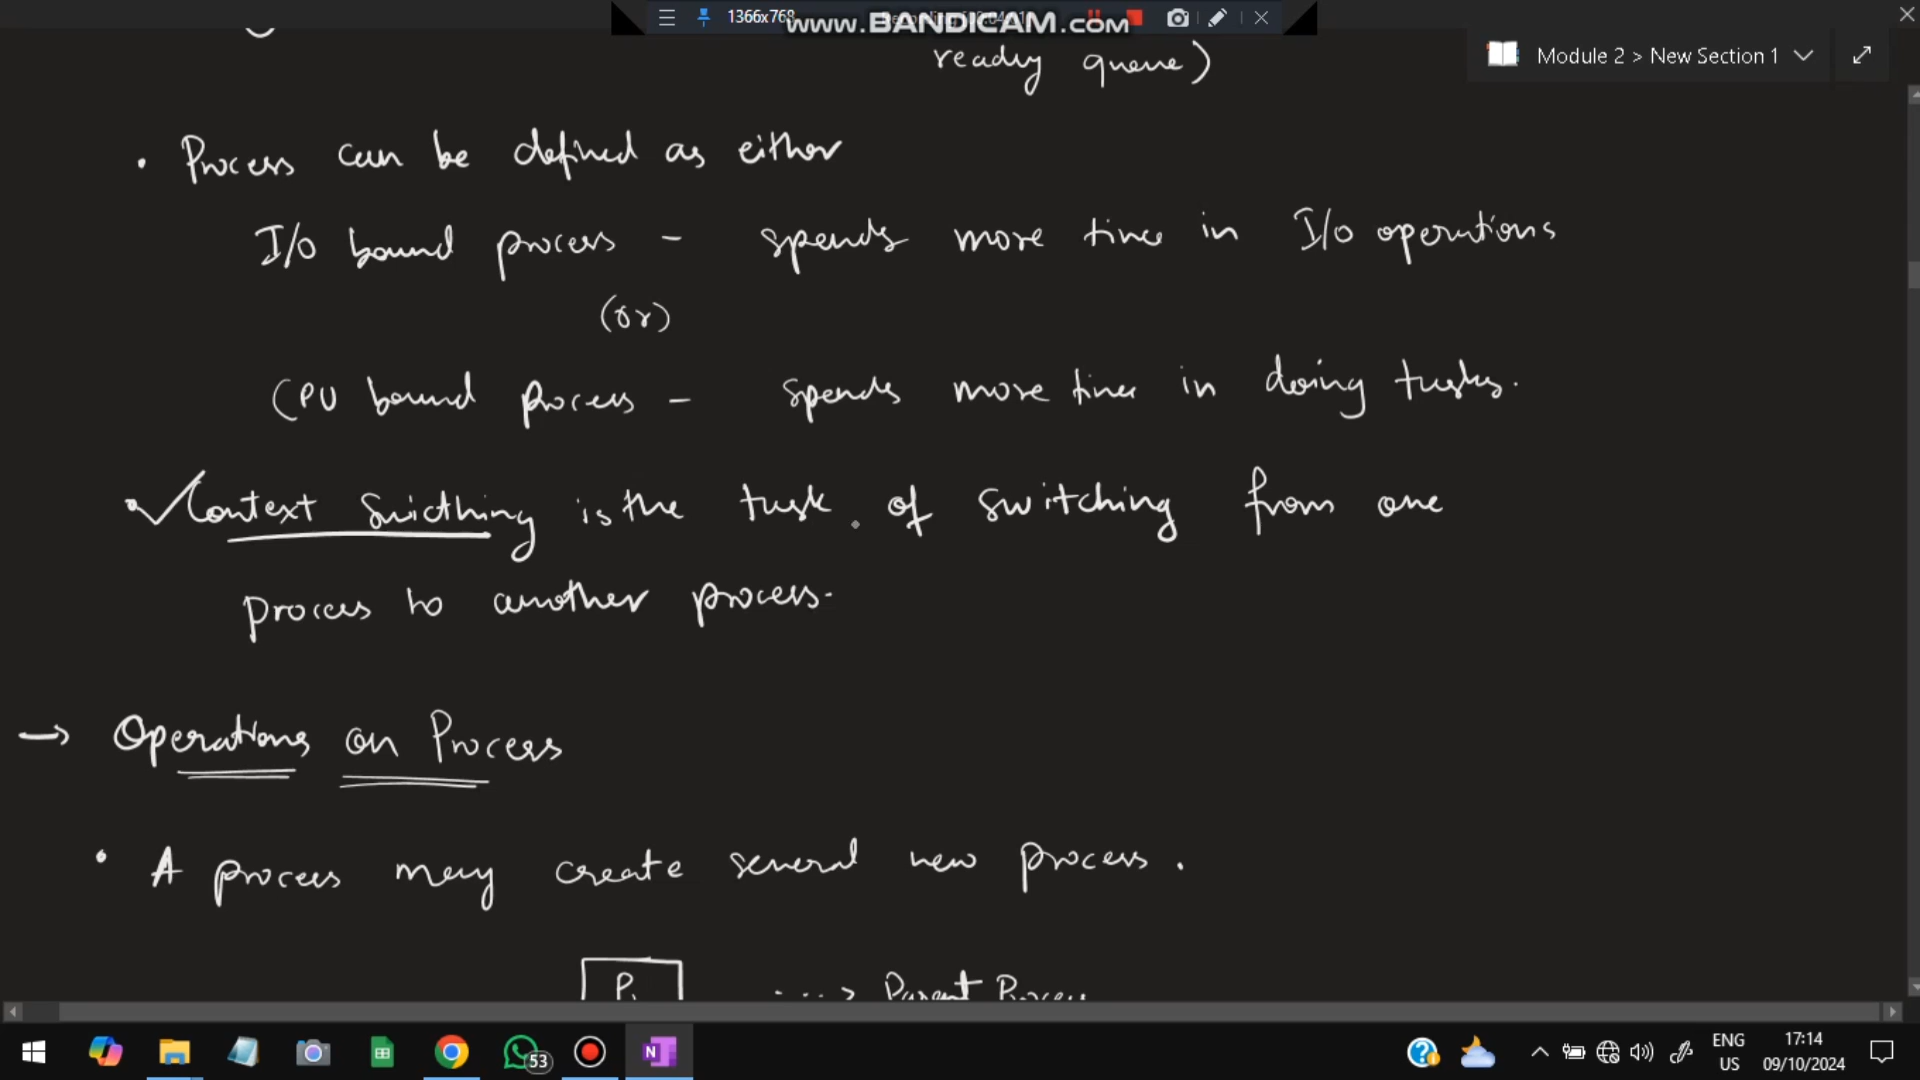 1366x768
www.BANDICAM.com
Module 2 > New Section 1
ready queue)
• Process can be defined as either
I/o bound process - spends more time in I/o operations
(or)
CPU bound process - spends more time in doing tasks.
• Context Swicthing is the task of switching from one
process to another process.
→ Operations on Process
• A process may create several new process.
P1 ...> Parent Process
53
N
ENG
US
17:14
09/10/2024